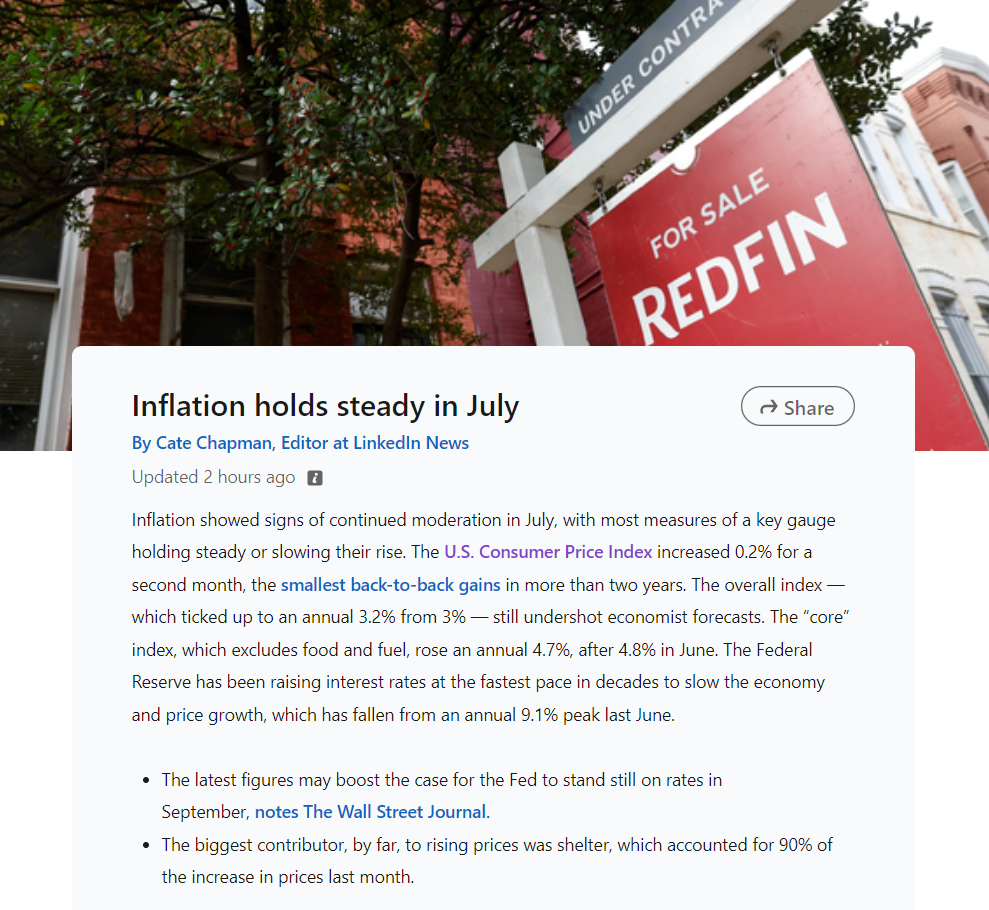 UNDER CONTRA
FOR SALE
REDFIN
Inflation holds steady in July
Share
By Cate Chapman, Editor at LinkedIn News
Updated 2 hours ago
Inflation showed signs of continued moderation in July, with most measures of a key gauge
holding steady or slowing their rise. The U.S. Consumer Price Index increased 0.2% for a
second month, the smallest back-to-back gains in more than two years. The overall index —
which ticked up to an annual 3.2% from 3% — still undershot economist forecasts. The “core”
index, which excludes food and fuel, rose an annual 4.7%, after 4.8% in June. The Federal
Reserve has been raising interest rates at the fastest pace in decades to slow the economy
and price growth, which has fallen from an annual 9.1% peak last June.
• The latest figures may boost the case for the Fed to stand still on rates in
September, notes The Wall Street Journal.
• The biggest contributor, by far, to rising prices was shelter, which accounted for 90% of
the increase in prices last month.